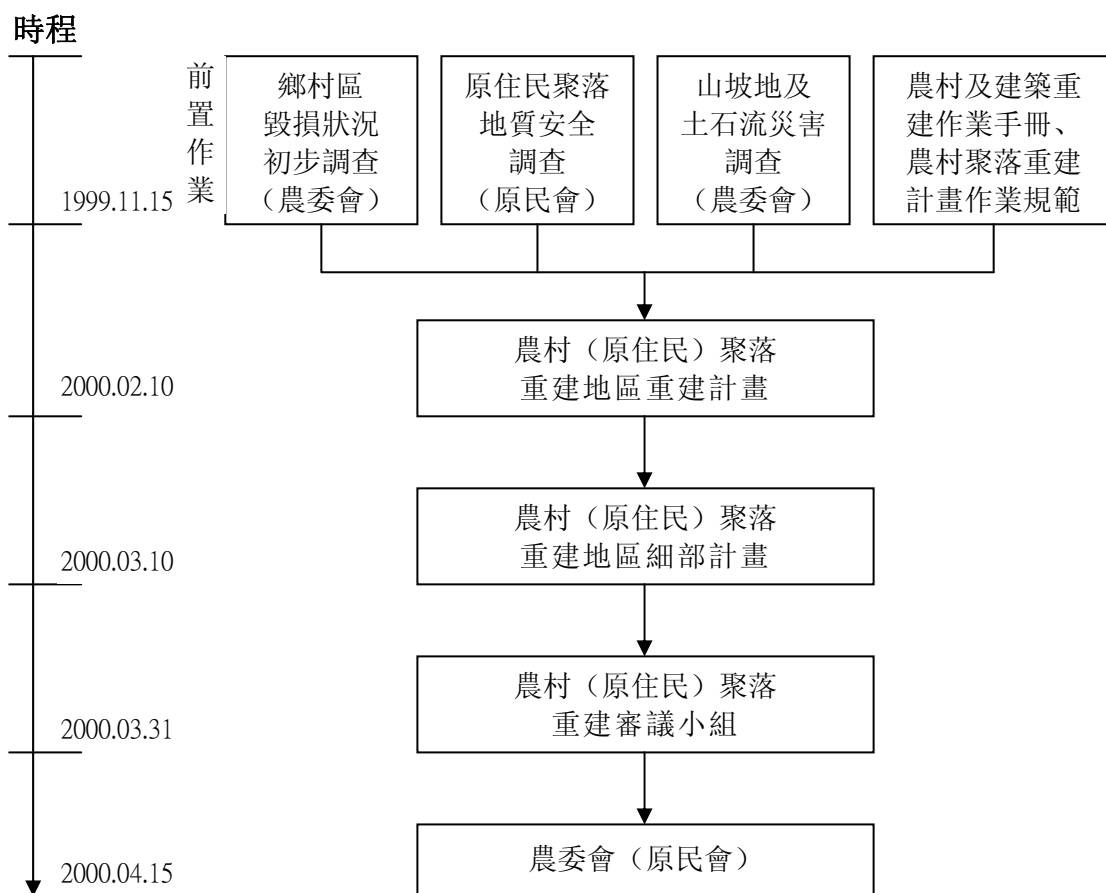 時程
前
置
作
業
鄉村區
毀損狀況
初步調查
（農委會）
原住民聚落
地質安全
調查
（原民會）
山坡地及
土石流災害
調查
（農委會）
農村及建築重
建作業手冊、
農村聚落重建
計畫作業規範
1999.11.15
農村（原住民）聚落
重建地區重建計畫
2000.02.10
農村（原住民）聚落
重建地區細部計畫
2000.03.10
農村（原住民）聚落
重建審議小組
2000.03.31
農委會（原民會）
2000.04.15